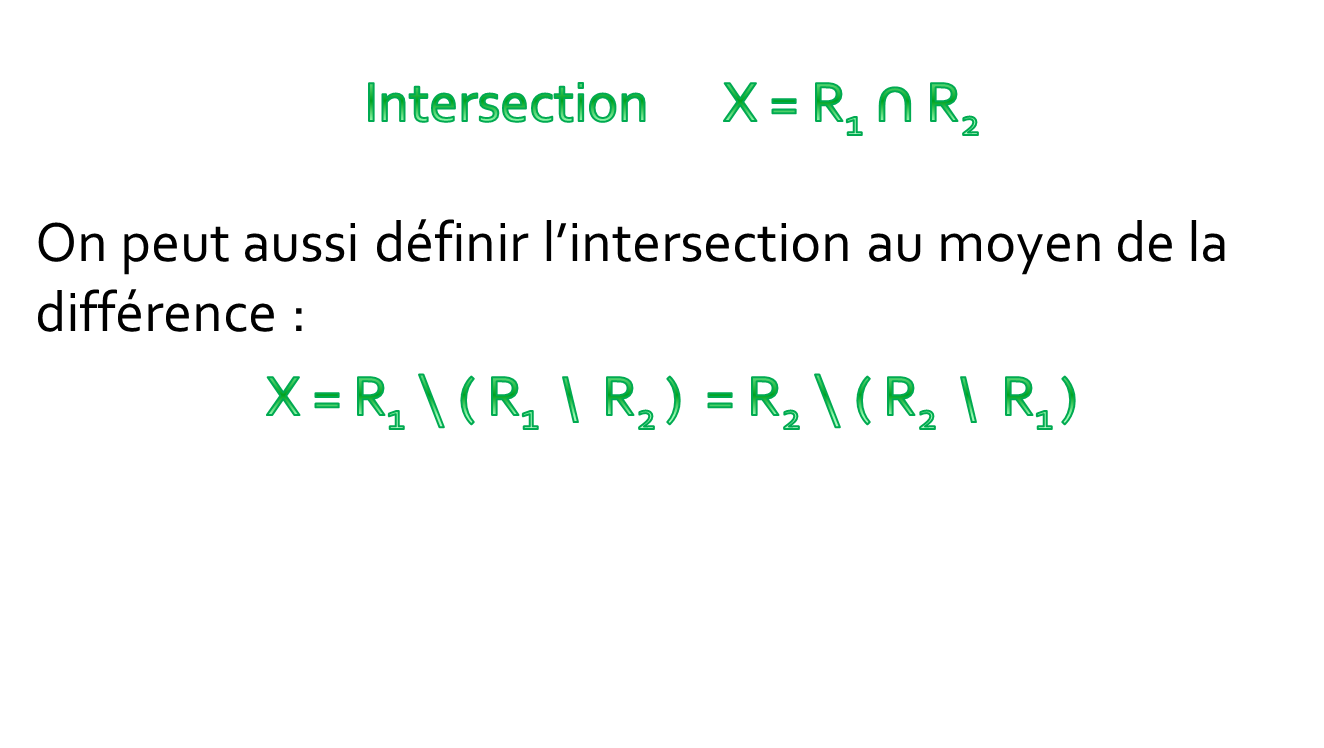 Intersection X = R₁ ∩ R₂
On peut aussi définir l’intersection au moyen de la
différence :
X = R₁ \ ( R₁ \ R₂ ) = R₂ \ ( R₂ \ R₁ )